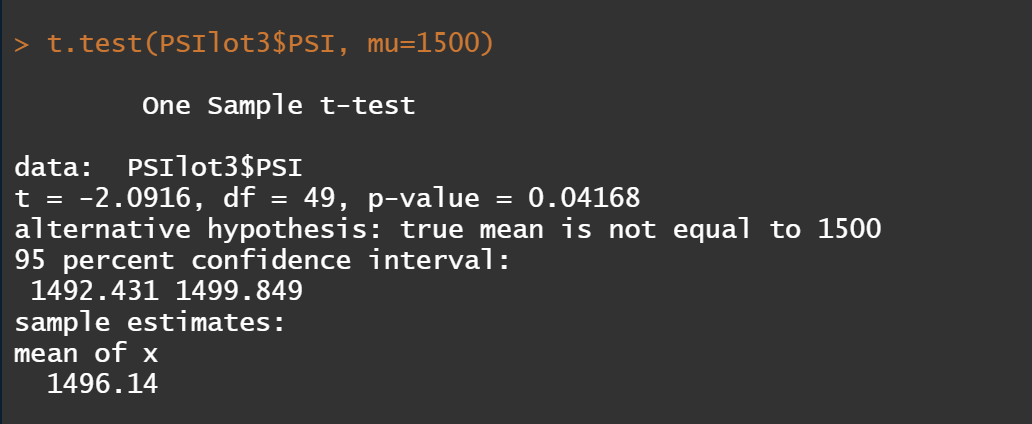 > t.test(PSIlot3$PSI, mu=1500)
One Sample t-test
data:  PSIlot3$PSI
t = -2.0916, df = 49, p-value = 0.04168
alternative hypothesis: true mean is not equal to 1500
95 percent confidence interval:
1492.431 1499.849
sample estimates:
mean of x
1496.14